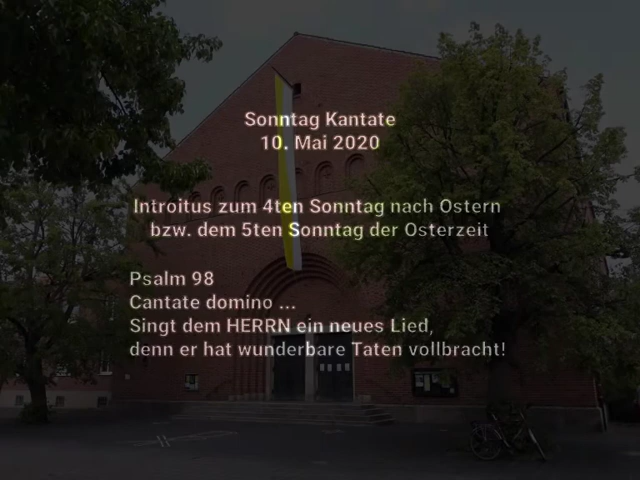 Sonntag Kantate
10. Mai 2020
Introitus zum 4ten Sonntag nach Ostern
bzw. dem 5ten Sonntag der Osterzeit
Psalm 98
Cantate domino ...
Singt dem HERRN ein neues Lied,
denn er hat wunderbare Taten vollbracht!